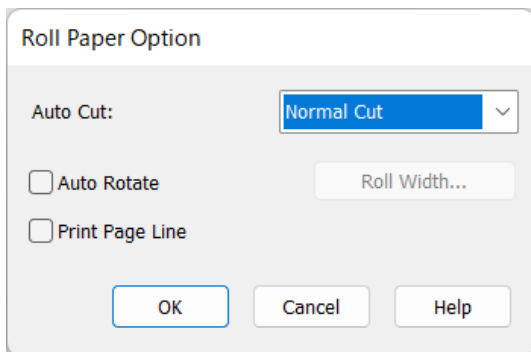 Roll Paper Option
Auto Cut: Normal Cut
Auto Rotate Roll Width...
Print Page Line
OK Cancel Help